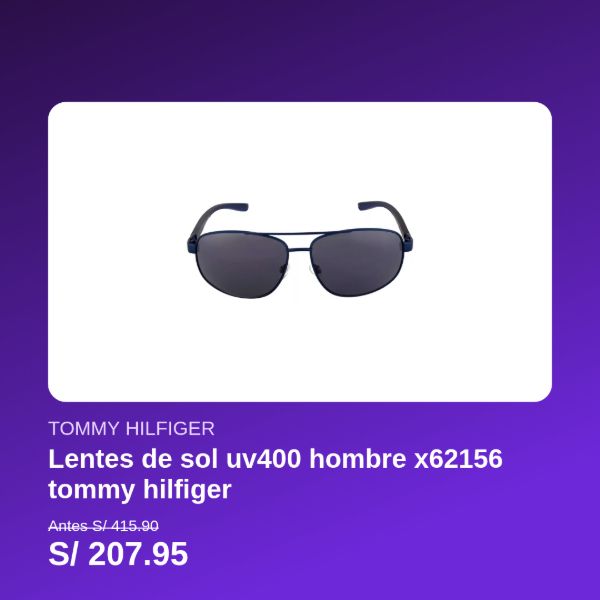 TOMMY HILFIGER
Lentes de sol uv400 hombre x62156
tommy hilfiger
Antes S/ 415.90
S/ 207.95